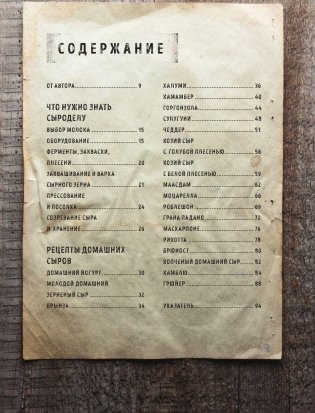 СОДЕРЖАНИЕ
ОТ АВТОРА 9
ЧТО НУЖНО ЗНАТЬ
СЫРОДЕЛУ
ВЫБОР МОЛОКА 15
ОБОРУДОВАНИЕ 15
ФЕРМЕНТЫ, ЗАКВАСКИ,
ПЛЕСЕНИ 20
ЗАКВАШИВАНИЕ И ВАРКА
СЫРНОГО ЗЕРНА 21
ПРЕССОВАНИЕ
И ПОСОЛКА 24
СОЗРЕВАНИЕ СЫРА
И ХРАНЕНИЕ 26
РЕЦЕПТЫ ДОМАШНИХ
СЫРОВ
ДОМАШНИЙ ЙОГУРТ 30
МОЛОДОЙ ДОМАШНИЙ
ЗЕРНЕНЫЙ СЫР 32
БРЫНЗА 34
ХАЛУМИ 36
КАМАМБЕР 40
ГОРГОНЗОЛА 44
СУЛУГУНИ 48
ЧЕДДЕР 51
КОЗИЙ СЫР
С ГОЛУБОЙ ПЛЕСЕНЬЮ 56
КОЗИЙ СЫР
С БЕЛОЙ ПЛЕСЕНЬЮ 59
МААСДАМ 62
МОЦАРЕЛЛА 66
РОБЛЕШОН 69
ГРАНА ПАДАНО 72
МАСКАРПОНЕ 76
РИКОТТА 78
БРЮНОСТ 80
КОПЧЕНЫЙ ДОМАШНИЙ СЫР 82
КАМБЛЮ 84
ГРЮЙЕР 88
УКАЗАТЕЛЬ 94